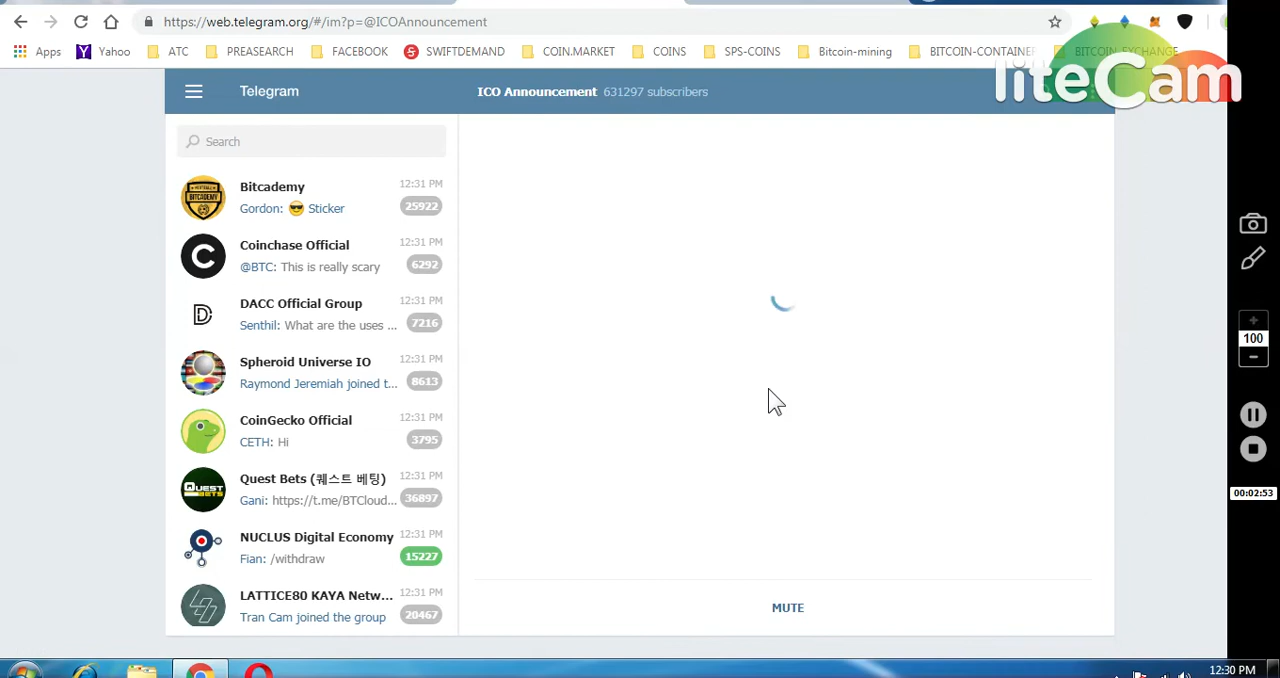 https://web.telegram.org/#/im?p=@ICOAnnouncement
Apps Yahoo ATC PREASEARCH FACEBOOK SWIFTDEMAND COIN.MARKET COINS SPS-COINS Bitcoin-mining BITCOIN-CONTAINE BITCOIN-EXCHANGE
liteCam
Telegram
ICO Announcement 631297 subscribers
Search
Bitcademy 12:31 PM
Gordon: 😎 Sticker 25922
Coinchase Official 12:31 PM
@BTC: This is really scary 6292
DACC Official Group 12:31 PM
Senthil: What are the uses ... 7216
Spheroid Universe IO 12:31 PM
Raymond Jeremiah joined t... 8613
CoinGecko Official 12:31 PM
CETH: Hi 3795
Quest Bets (퀘스트 베팅) 12:31 PM
Gani: https://t.me/BTCloud... 36897
NUCLUS Digital Economy 12:31 PM
Fian: /withdraw 15227
LATTICE80 KAYA Netw... 12:31 PM
Tran Cam joined the group 20467
BITCADEMY
QUEST
BETS
MUTE
100
00:02:53
12:30 PM